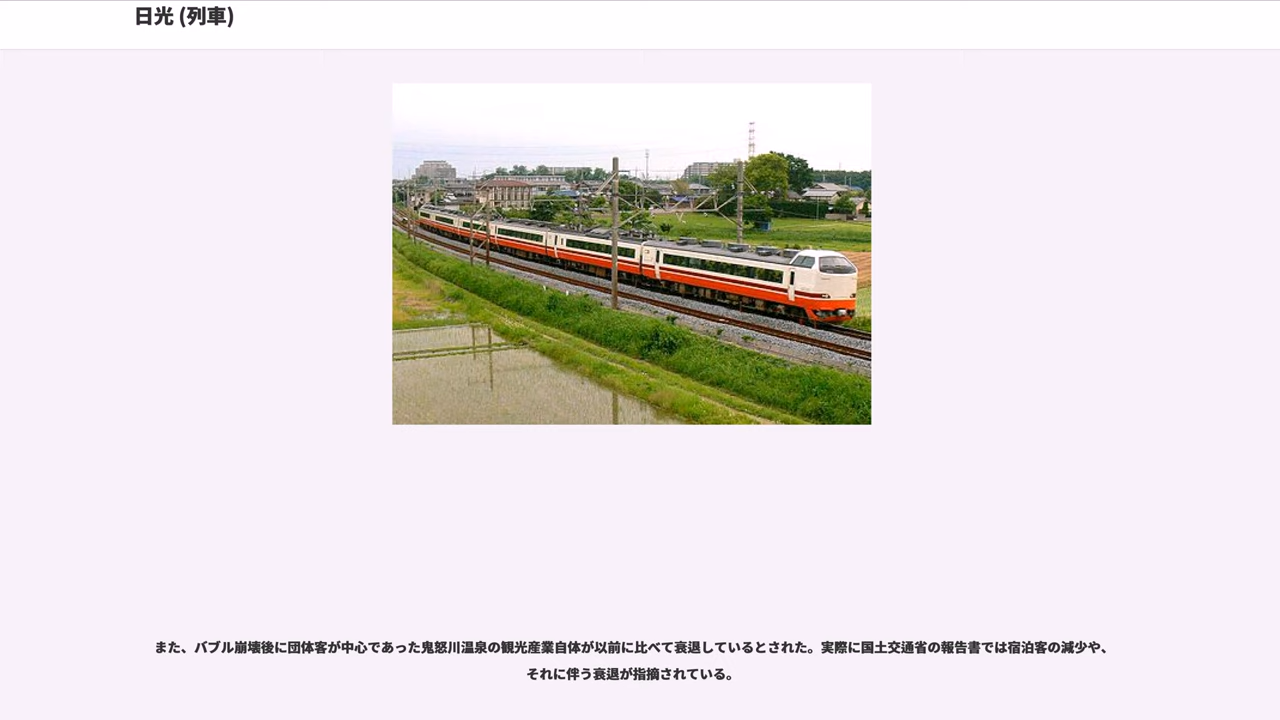 日光 (列車)
また、バブル崩壊後に団体客が中心であった鬼怒川温泉の観光産業自体が以前に比べて衰退しているとされた。実際に国土交通省の報告書では宿泊客の減少や、
それに伴う衰退が指摘されている。